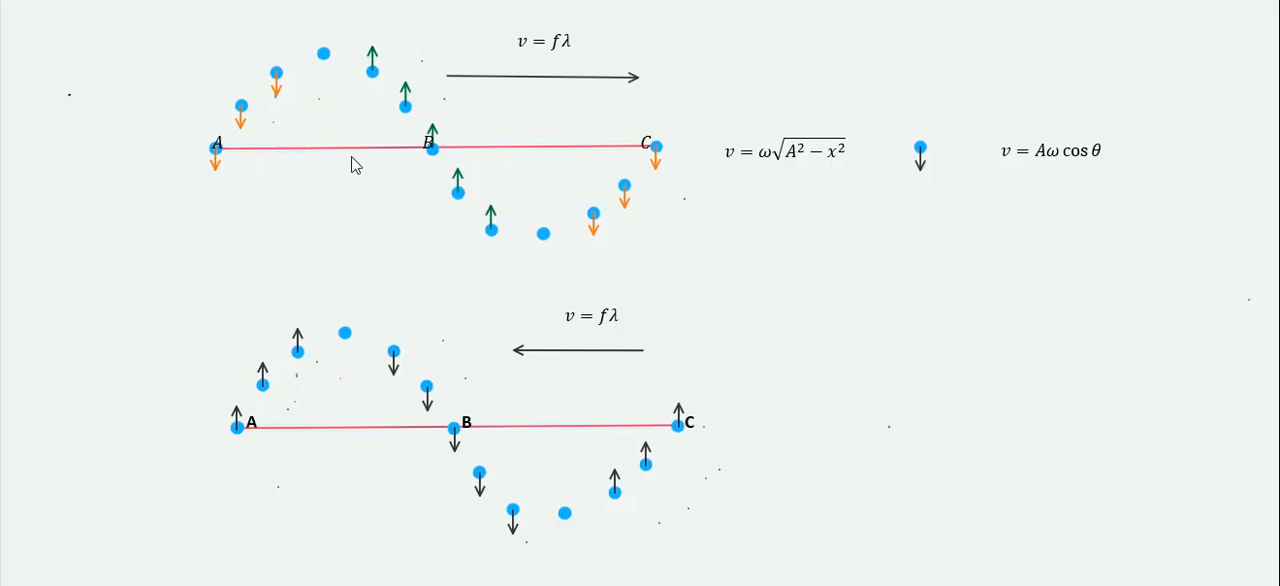 v = fλ
A B C
v = ω√(A² − x²)
v = Aω cos θ
v = fλ
A B C